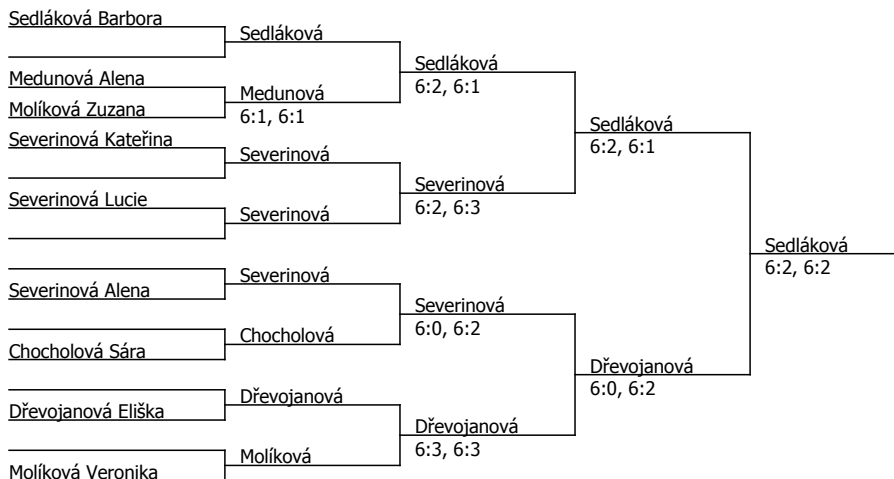 Sedláková Barbora
Sedláková
Sedláková
6:2, 6:1
Medunová Alena
Medunová
6:1, 6:1
Molíková Zuzana
Sedláková
6:2, 6:1
Severinová Kateřina
Severinová
Severinová
6:2, 6:3
Severinová Lucie
Severinová
Sedláková
6:2, 6:2
Severinová
Severinová Alena
Severinová
6:0, 6:2
Chocholová
Chocholová Sára
Dřevojanová
6:0, 6:2
Dřevojanová
Dřevojanová Eliška
Dřevojanová
6:3, 6:3
Molíková
Molíková Veronika